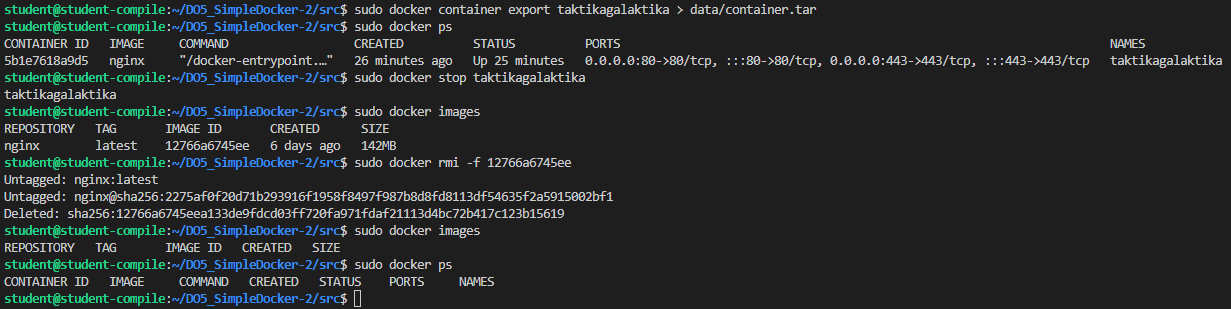 student@student-compile:~/DO5_SimpleDocker-2/src$ sudo docker container export taktikagalaktika > data/container.tar
student@student-compile:~/DO5_SimpleDocker-2/src$ sudo docker ps
CONTAINER ID   IMAGE     COMMAND                  CREATED          STATUS          PORTS                                                                      NAMES
5b1e7618a9d5   nginx     "/docker-entrypoint.…"   26 minutes ago   Up 25 minutes   0.0.0.0:80->80/tcp, :::80->80/tcp, 0.0.0.0:443->443/tcp, :::443->443/tcp   taktikagalaktika
student@student-compile:~/DO5_SimpleDocker-2/src$ sudo docker stop taktikagalaktika
taktikagalaktika
student@student-compile:~/DO5_SimpleDocker-2/src$ sudo docker images
REPOSITORY   TAG       IMAGE ID       CREATED      SIZE
nginx        latest    12766a6745ee   6 days ago   142MB
student@student-compile:~/DO5_SimpleDocker-2/src$ sudo docker rmi -f 12766a6745ee
Untagged: nginx:latest
Untagged: nginx@sha256:2275af0f20d71b293916f1958f8497f987b8d8fd8113df54635f2a5915002bf1
Deleted: sha256:12766a6745eea133de9fdcd03ff720fa971fdaf21113d4bc72b417c123b15619
student@student-compile:~/DO5_SimpleDocker-2/src$ sudo docker images
REPOSITORY   TAG       IMAGE ID   CREATED   SIZE
student@student-compile:~/DO5_SimpleDocker-2/src$ sudo docker ps
CONTAINER ID   IMAGE     COMMAND   CREATED   STATUS    PORTS     NAMES
student@student-compile:~/DO5_SimpleDocker-2/src$